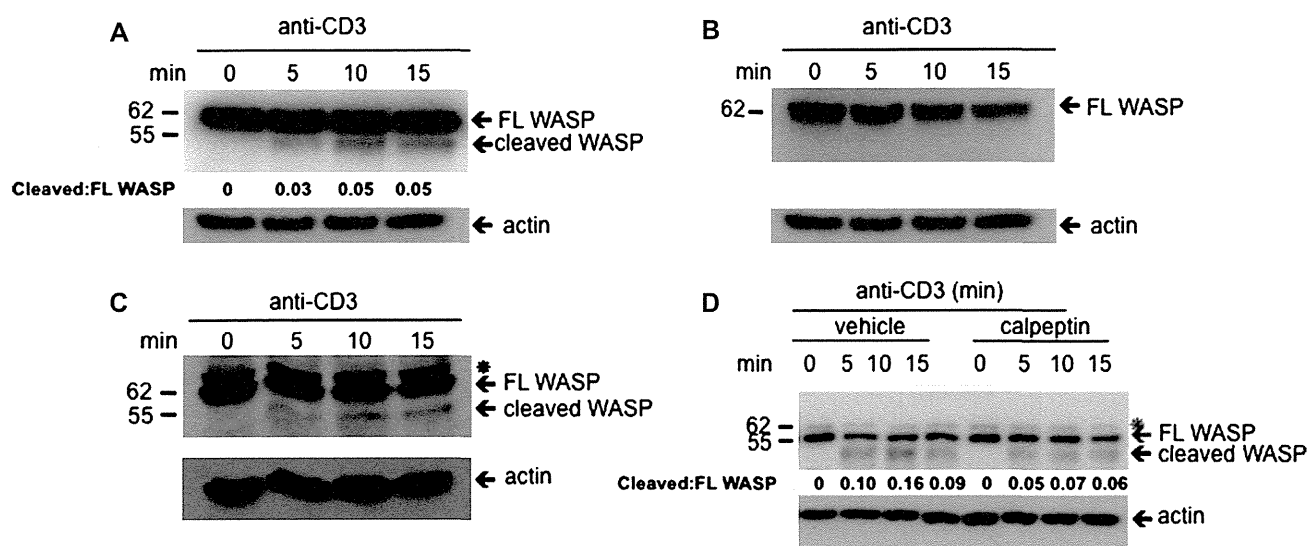 A
anti-CD3
min 0 5 10 15
62
55
FL WASP
cleaved WASP
Cleaved:FL WASP 0 0.03 0.05 0.05
actin
B
anti-CD3
min 0 5 10 15
62
FL WASP
actin
C
anti-CD3
min 0 5 10 15
*
62
55
FL WASP
cleaved WASP
actin
D
anti-CD3 (min)
vehicle calpeptin
min 0 5 10 15 0 5 10 15
62
55
*
FL WASP
cleaved WASP
Cleaved:FL WASP 0 0.10 0.16 0.09 0 0.05 0.07 0.06
actin